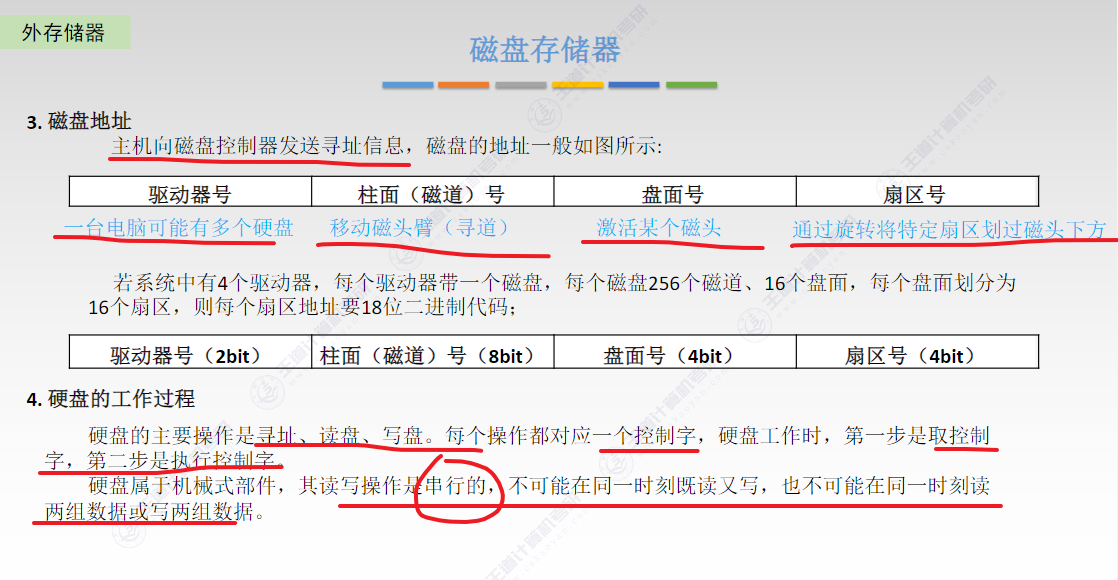 外存储器
磁盘存储器
3. 磁盘地址
主机向磁盘控制器发送寻址信息，磁盘的地址一般如图所示:
驱动器号 柱面（磁道）号 盘面号 扇区号
一台电脑可能有多个硬盘 移动磁头臂（寻道） 激活某个磁头 通过旋转将特定扇区划过磁头下方
若系统中有4个驱动器，每个驱动器带一个磁盘，每个磁盘256个磁道、16个盘面，每个盘面划分为
16个扇区，则每个扇区地址要18位二进制代码；
驱动器号（2bit） 柱面（磁道）号（8bit） 盘面号（4bit） 扇区号（4bit）
4. 硬盘的工作过程
硬盘的主要操作是寻址、读盘、写盘。每个操作都对应一个控制字，硬盘工作时，第一步是取控制
字，第二步是执行控制字。
硬盘属于机械式部件，其读写操作是串行的，不可能在同一时刻既读又写，也不可能在同一时刻读
两组数据或写两组数据。
王道计算机考研